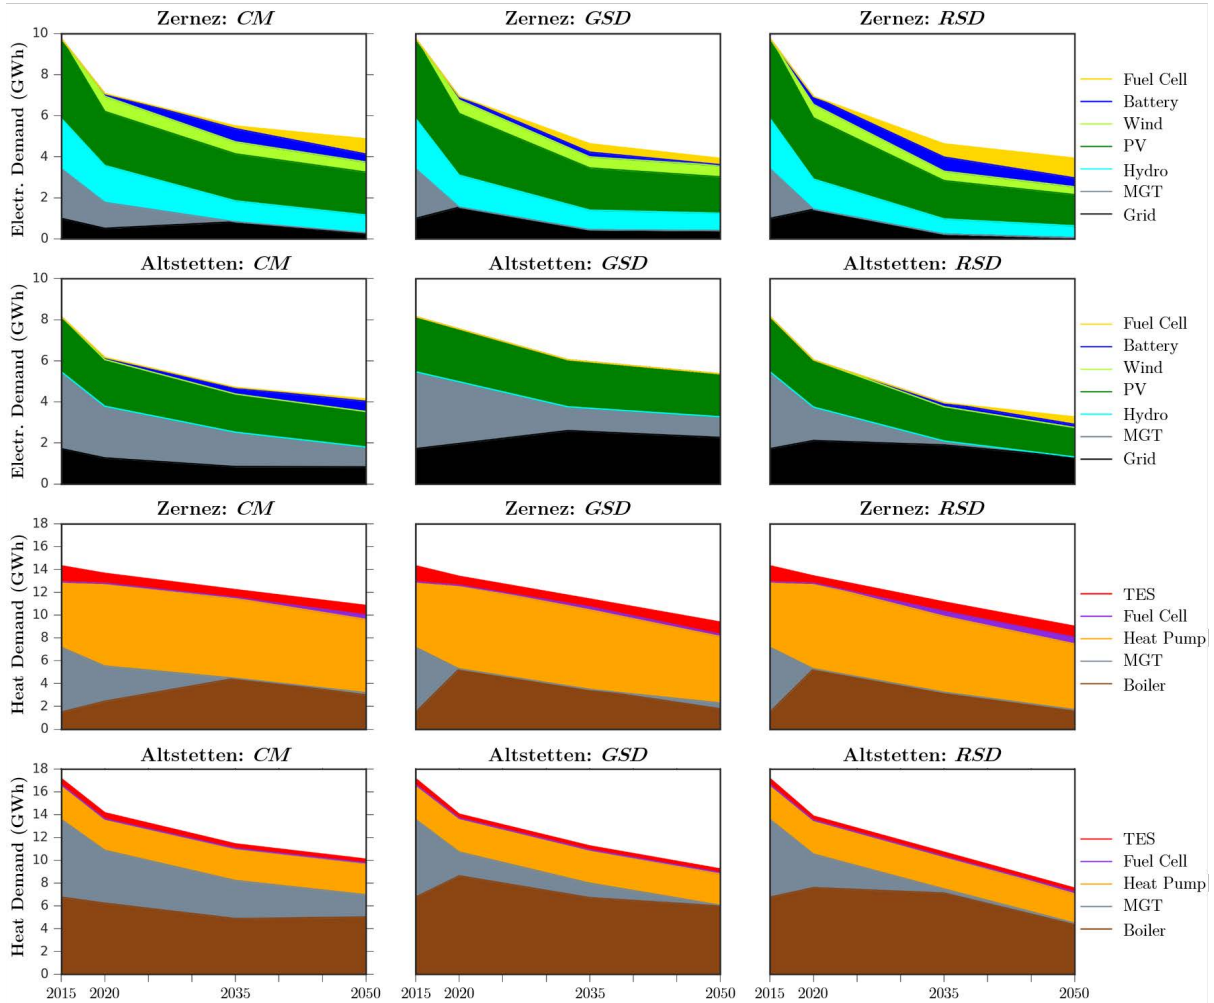 Zernez: CM
Zernez: GSD
Zernez: RSD
Electr. Demand (GWh)
10
8
6
4
2
0
Fuel Cell
Battery
Wind
PV
Hydro
MGT
Grid
Altstetten: CM
Altstetten: GSD
Altstetten: RSD
Electr. Demand (GWh)
10
8
6
4
2
0
Fuel Cell
Battery
Wind
PV
Hydro
MGT
Grid
Zernez: CM
Zernez: GSD
Zernez: RSD
Heat Demand (GWh)
18
16
14
12
10
8
6
4
2
0
TES
Fuel Cell
Heat Pump
MGT
Boiler
Altstetten: CM
Altstetten: GSD
Altstetten: RSD
Heat Demand (GWh)
18
16
14
12
10
8
6
4
2
0
TES
Fuel Cell
Heat Pump
MGT
Boiler
2015 2020 2035 2050
2015 2020 2035 2050
2015 2020 2035 2050